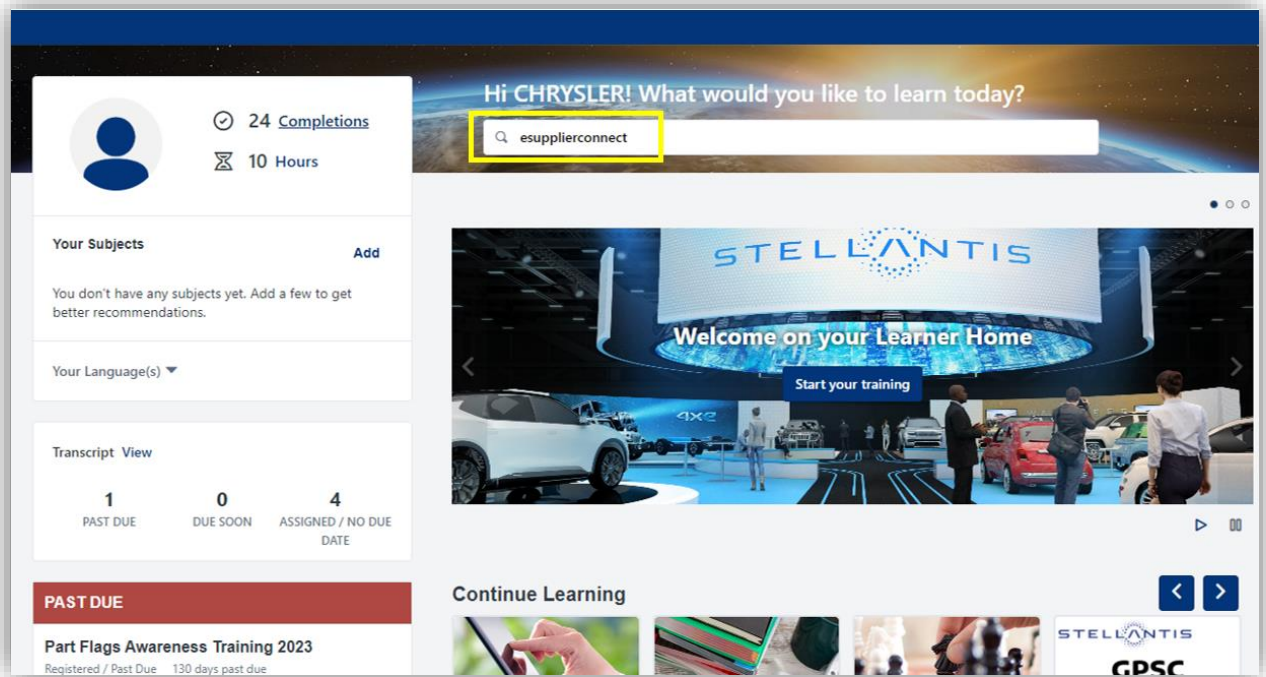 Hi CHRYSLER! What would you like to learn today?
esupplierconnect
24 Completions
10 Hours
Your Subjects
Add
You don't have any subjects yet. Add a few to get
better recommendations.
Your Language(s)
Transcript View
1
PAST DUE
0
DUE SOON
4
ASSIGNED / NO DUE
DATE
PAST DUE
Part Flags Awareness Training 2023
Registered / Past Due 130 days past due
STELLANTIS
Welcome on your Learner Home
Start your training
4xe
Continue Learning
STELLANTIS
GPSC